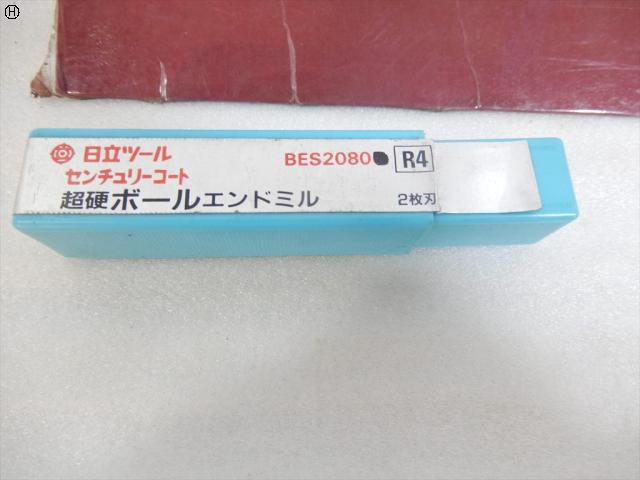 H
日立ツール
BES2080 R4
センチュリーコート
超硬ボールエンドミル 2枚刃